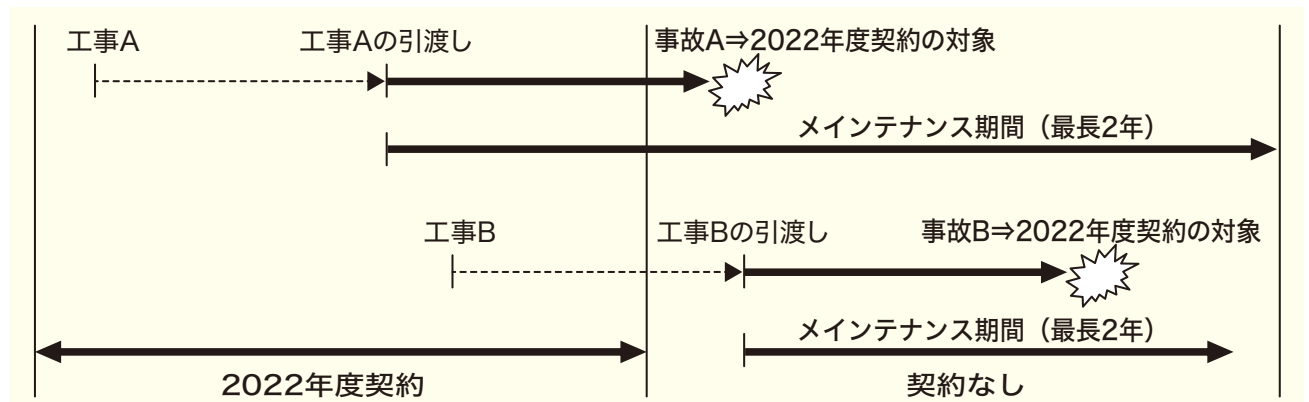 工事A
工事Aの引渡し
事故A⇒2022年度契約の対象
メインテナンス期間（最長2年）
工事B
工事Bの引渡し
事故B⇒2022年度契約の対象
メインテナンス期間（最長2年）
2022年度契約
契約なし